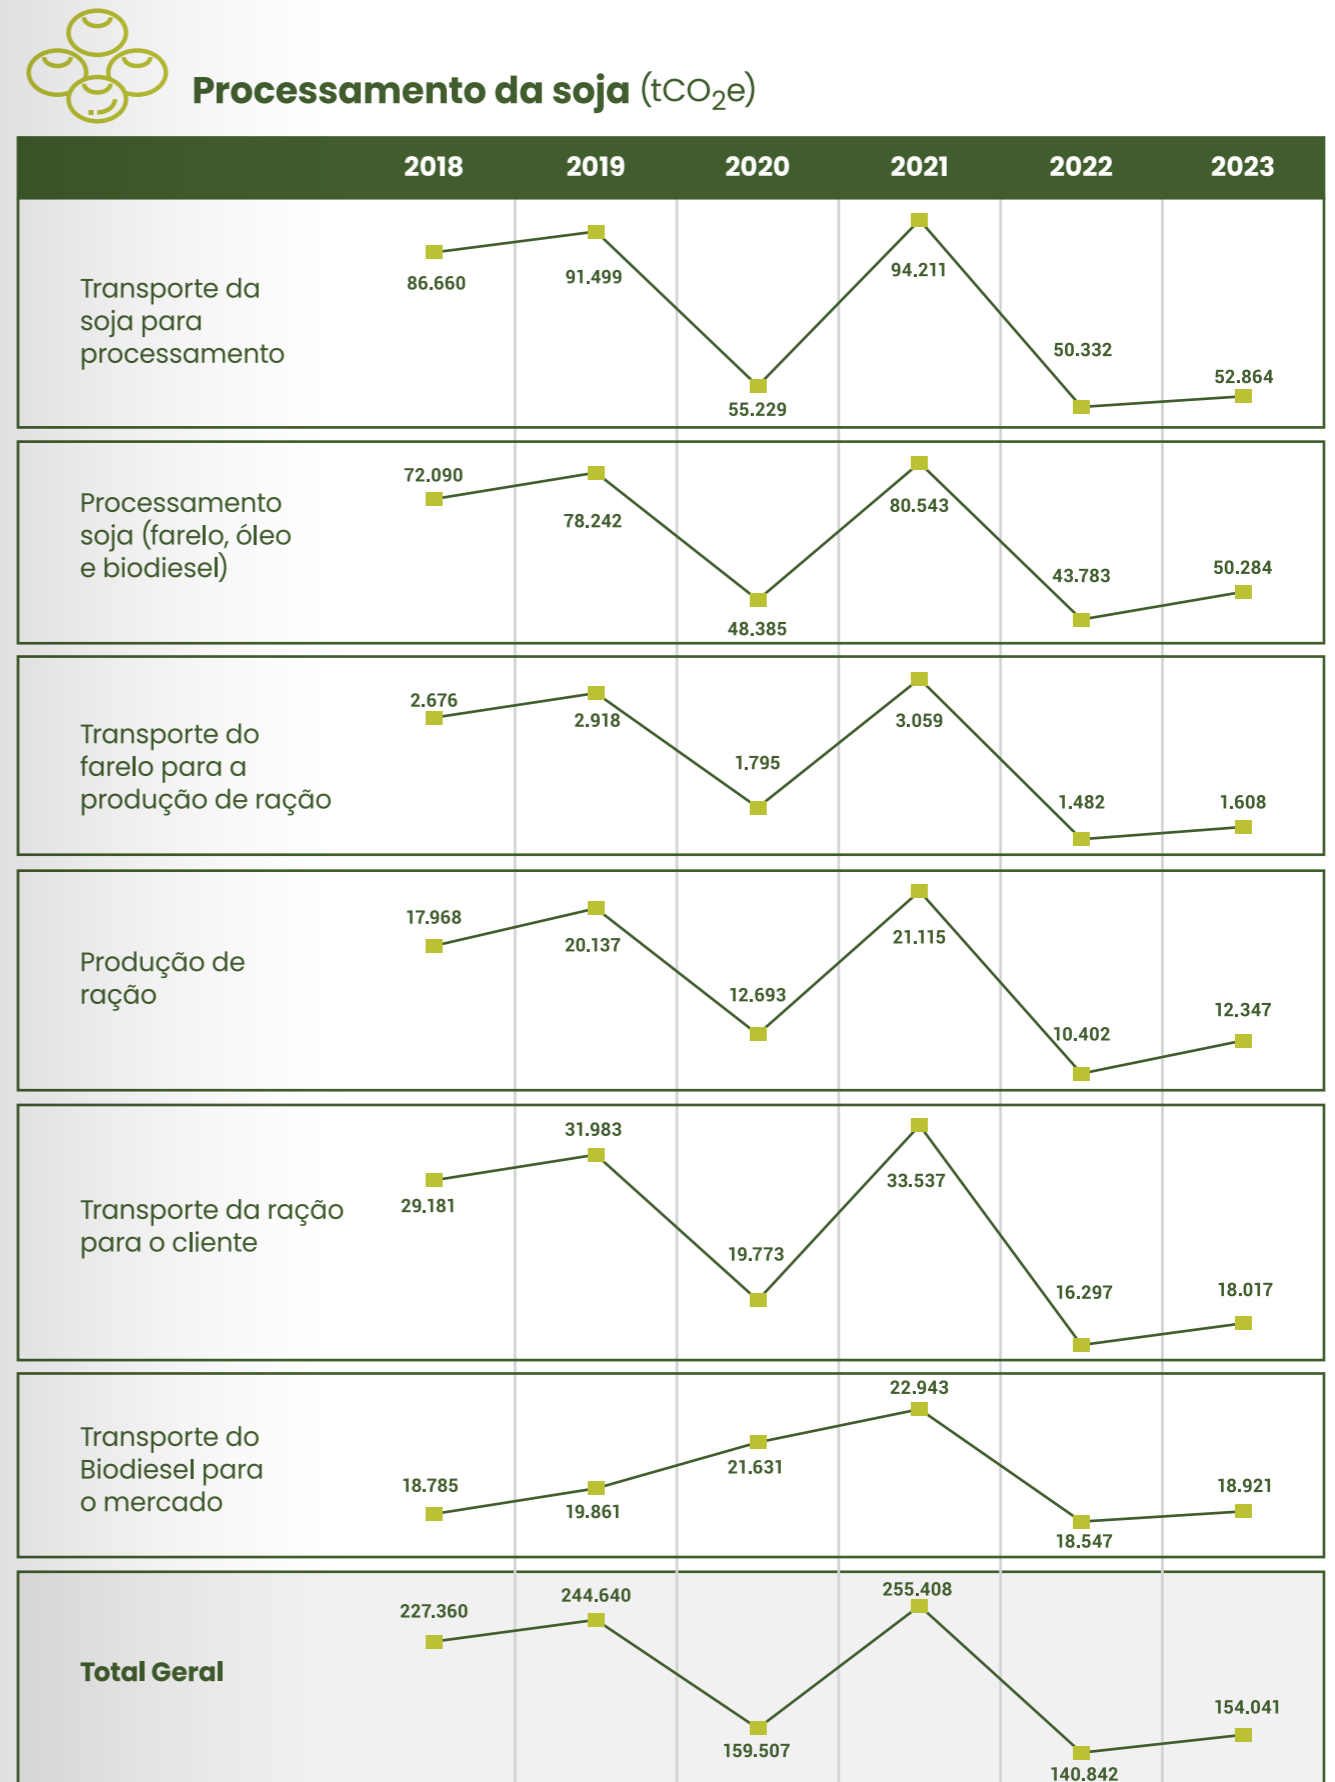 Processamento da soja (tCO₂e)
2018 2019 2020 2021 2022 2023
Transporte da
soja para
processamento
86.660 91.499 55.229 94.211 50.332 52.864
Processamento
soja (farelo, óleo
e biodiesel)
72.090 78.242 48.385 80.543 43.783 50.284
Transporte do
farelo para a
produção de ração
2.676 2.918 1.795 3.059 1.482 1.608
Produção de
ração
17.968 20.137 12.693 21.115 10.402 12.347
Transporte da ração
para o cliente
29.181 31.983 19.773 33.537 16.297 18.017
Transporte do
Biodiesel para
o mercado
18.785 19.861 21.631 22.943 18.547 18.921
Total Geral
227.360 244.640 159.507 255.408 140.842 154.041